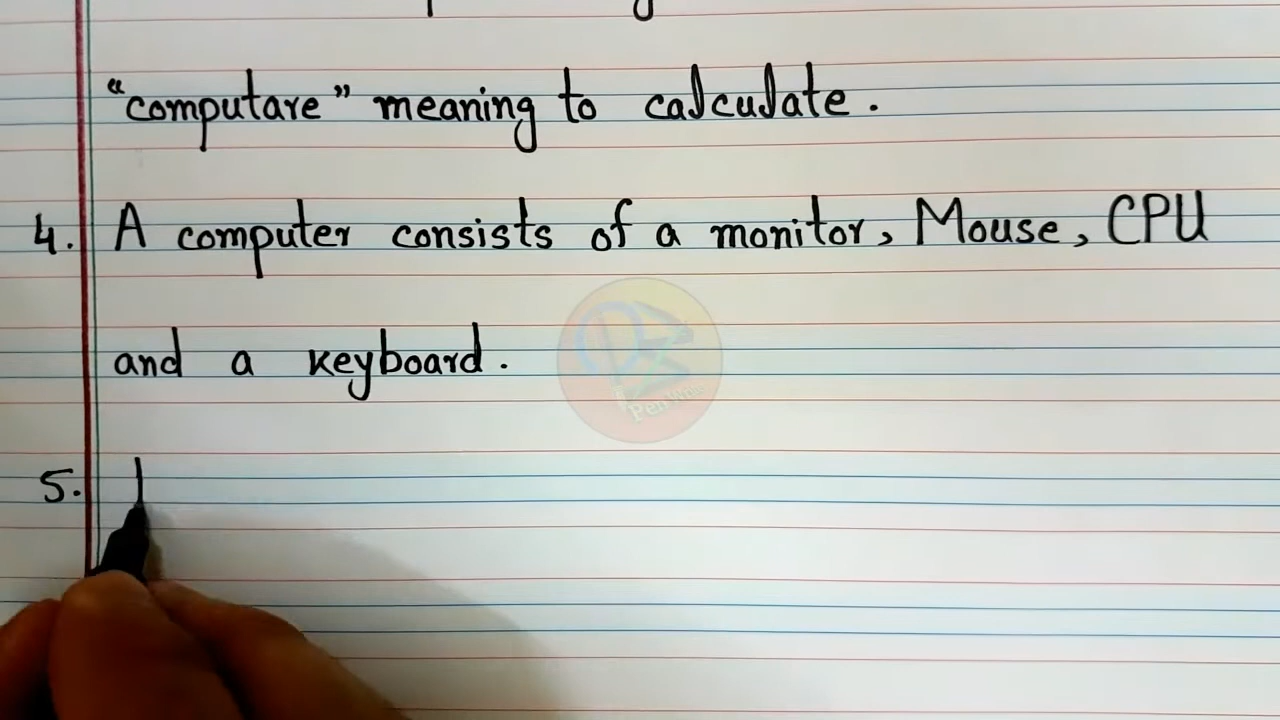 "computare" meaning to calculate.
4. A computer consists of a monitor, Mouse, CPU
and a keyboard.
5.